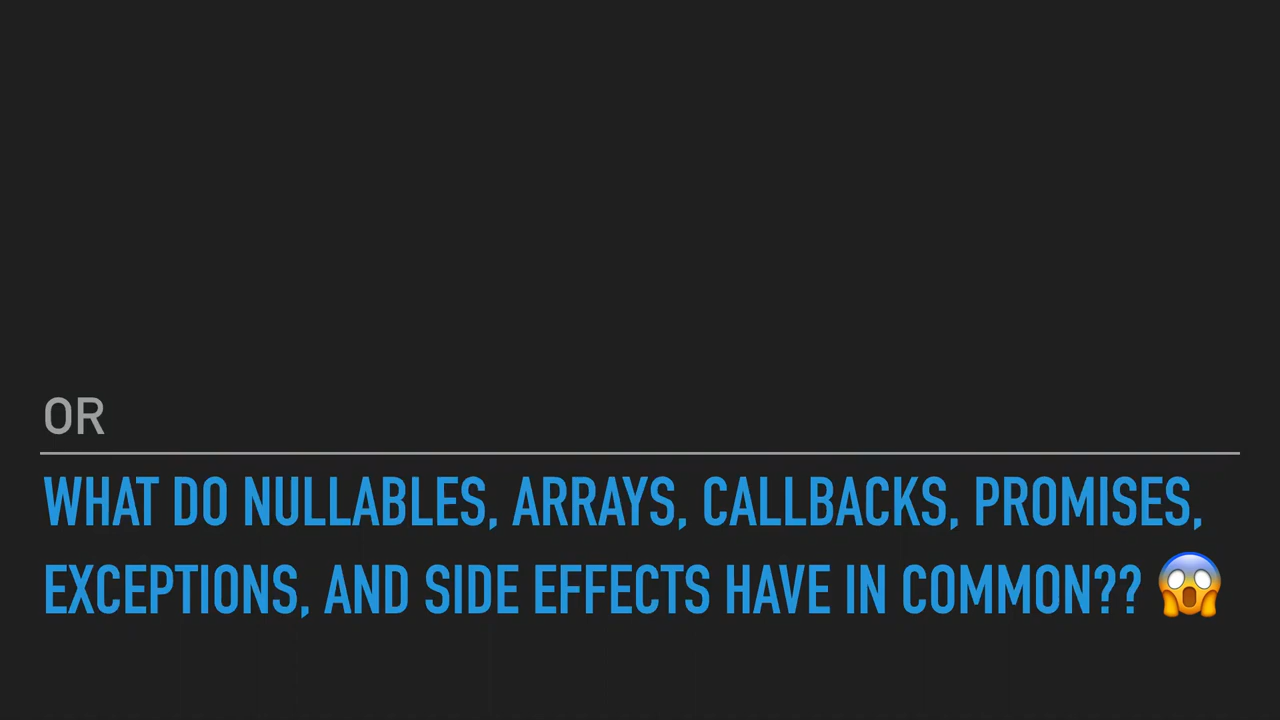 OR
WHAT DO NULLABLES, ARRAYS, CALLBACKS, PROMISES,
EXCEPTIONS, AND SIDE EFFECTS HAVE IN COMMON?? 😱